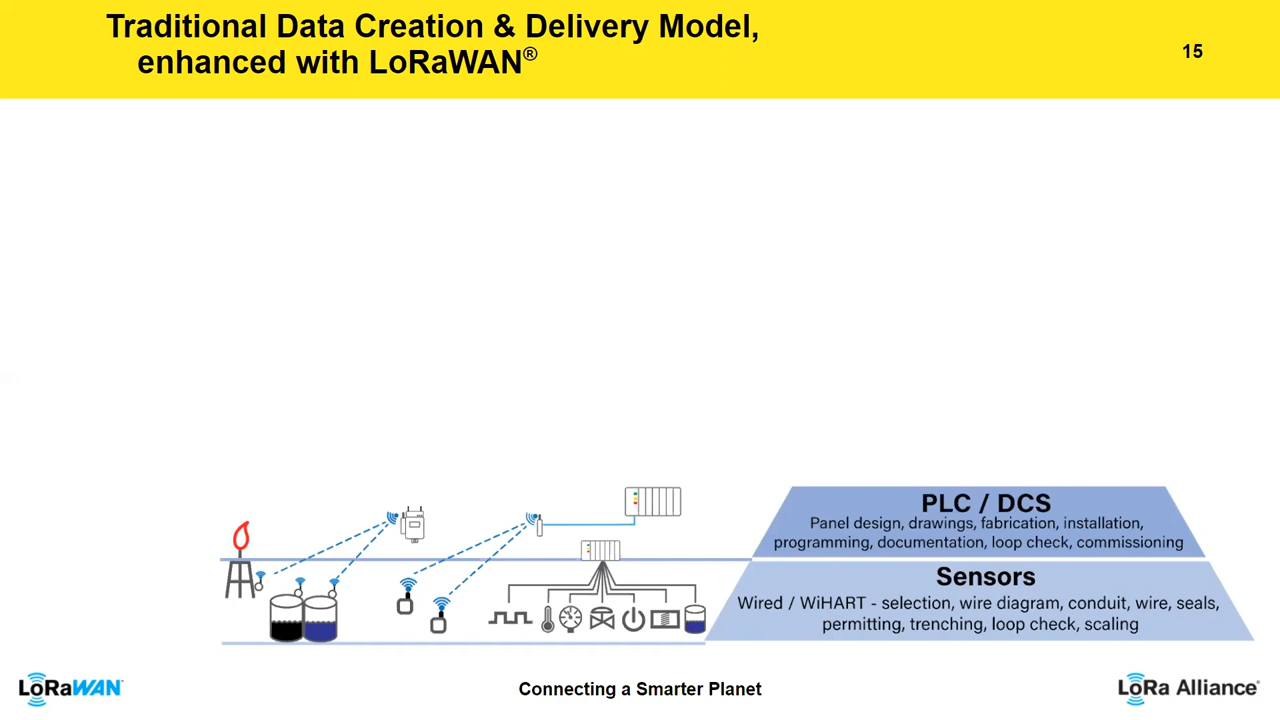 Traditional Data Creation & Delivery Model,
enhanced with LoRaWAN®
15
PLC / DCS
Panel design, drawings, fabrication, installation,
programming, documentation, loop check, commissioning
Sensors
Wired / WiHART - selection, wire diagram, conduit, wire, seals,
permitting, trenching, loop check, scaling
LoRaWAN™
Connecting a Smarter Planet
LoRa Alliance®